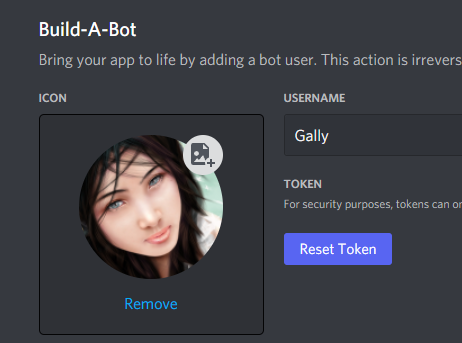 Build-A-Bot
Bring your app to life by adding a bot user. This action is irrevers
ICON
USERNAME
Gally
TOKEN
For security purposes, tokens can on
Reset Token
Remove